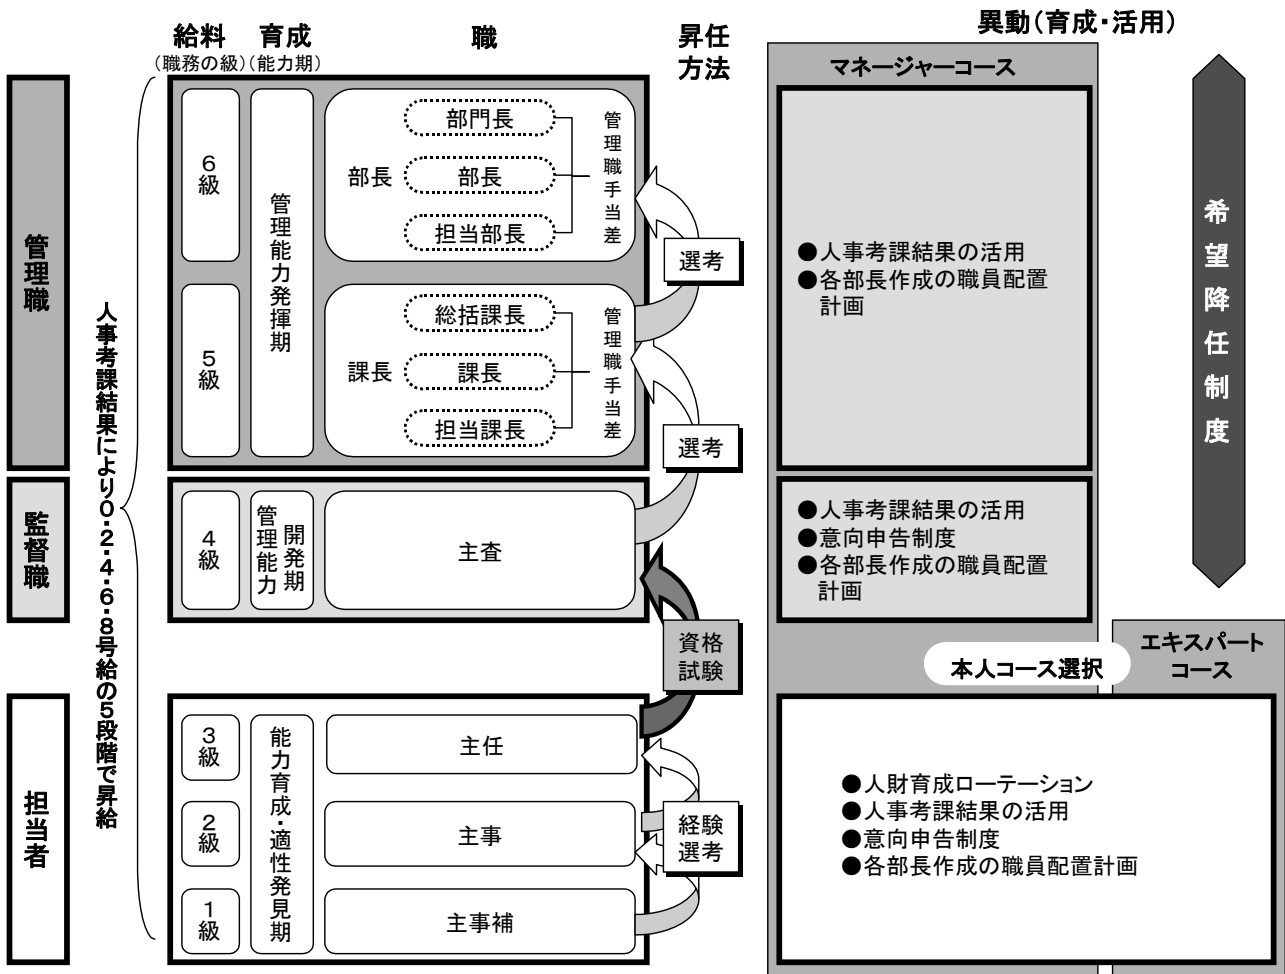 異動（育成・活用）
給料
（職務の級）
育成
（能力期）
職
昇任
方法
マネージャーコース
管理職
6級
5級
管理能力発揮期
部長
部門長
部長
担当部長
管理職手当差
選考
課長
総括課長
課長
担当課長
管理職手当差
選考
●人事考課結果の活用
●各部長作成の職員配置
計画
希望降任制度
人事考課結果により0・2・4・6・8号給の5段階で昇給
監督職
4級
管理能力
開発期
主査
●人事考課結果の活用
●意向申告制度
●各部長作成の職員配置
計画
資格
試験
本人コース選択
エキスパート
コース
担当者
3級
2級
1級
能力育成・適性発見期
主任
主事
主事補
経験
選考
●人財育成ローテーション
●人事考課結果の活用
●意向申告制度
●各部長作成の職員配置計画